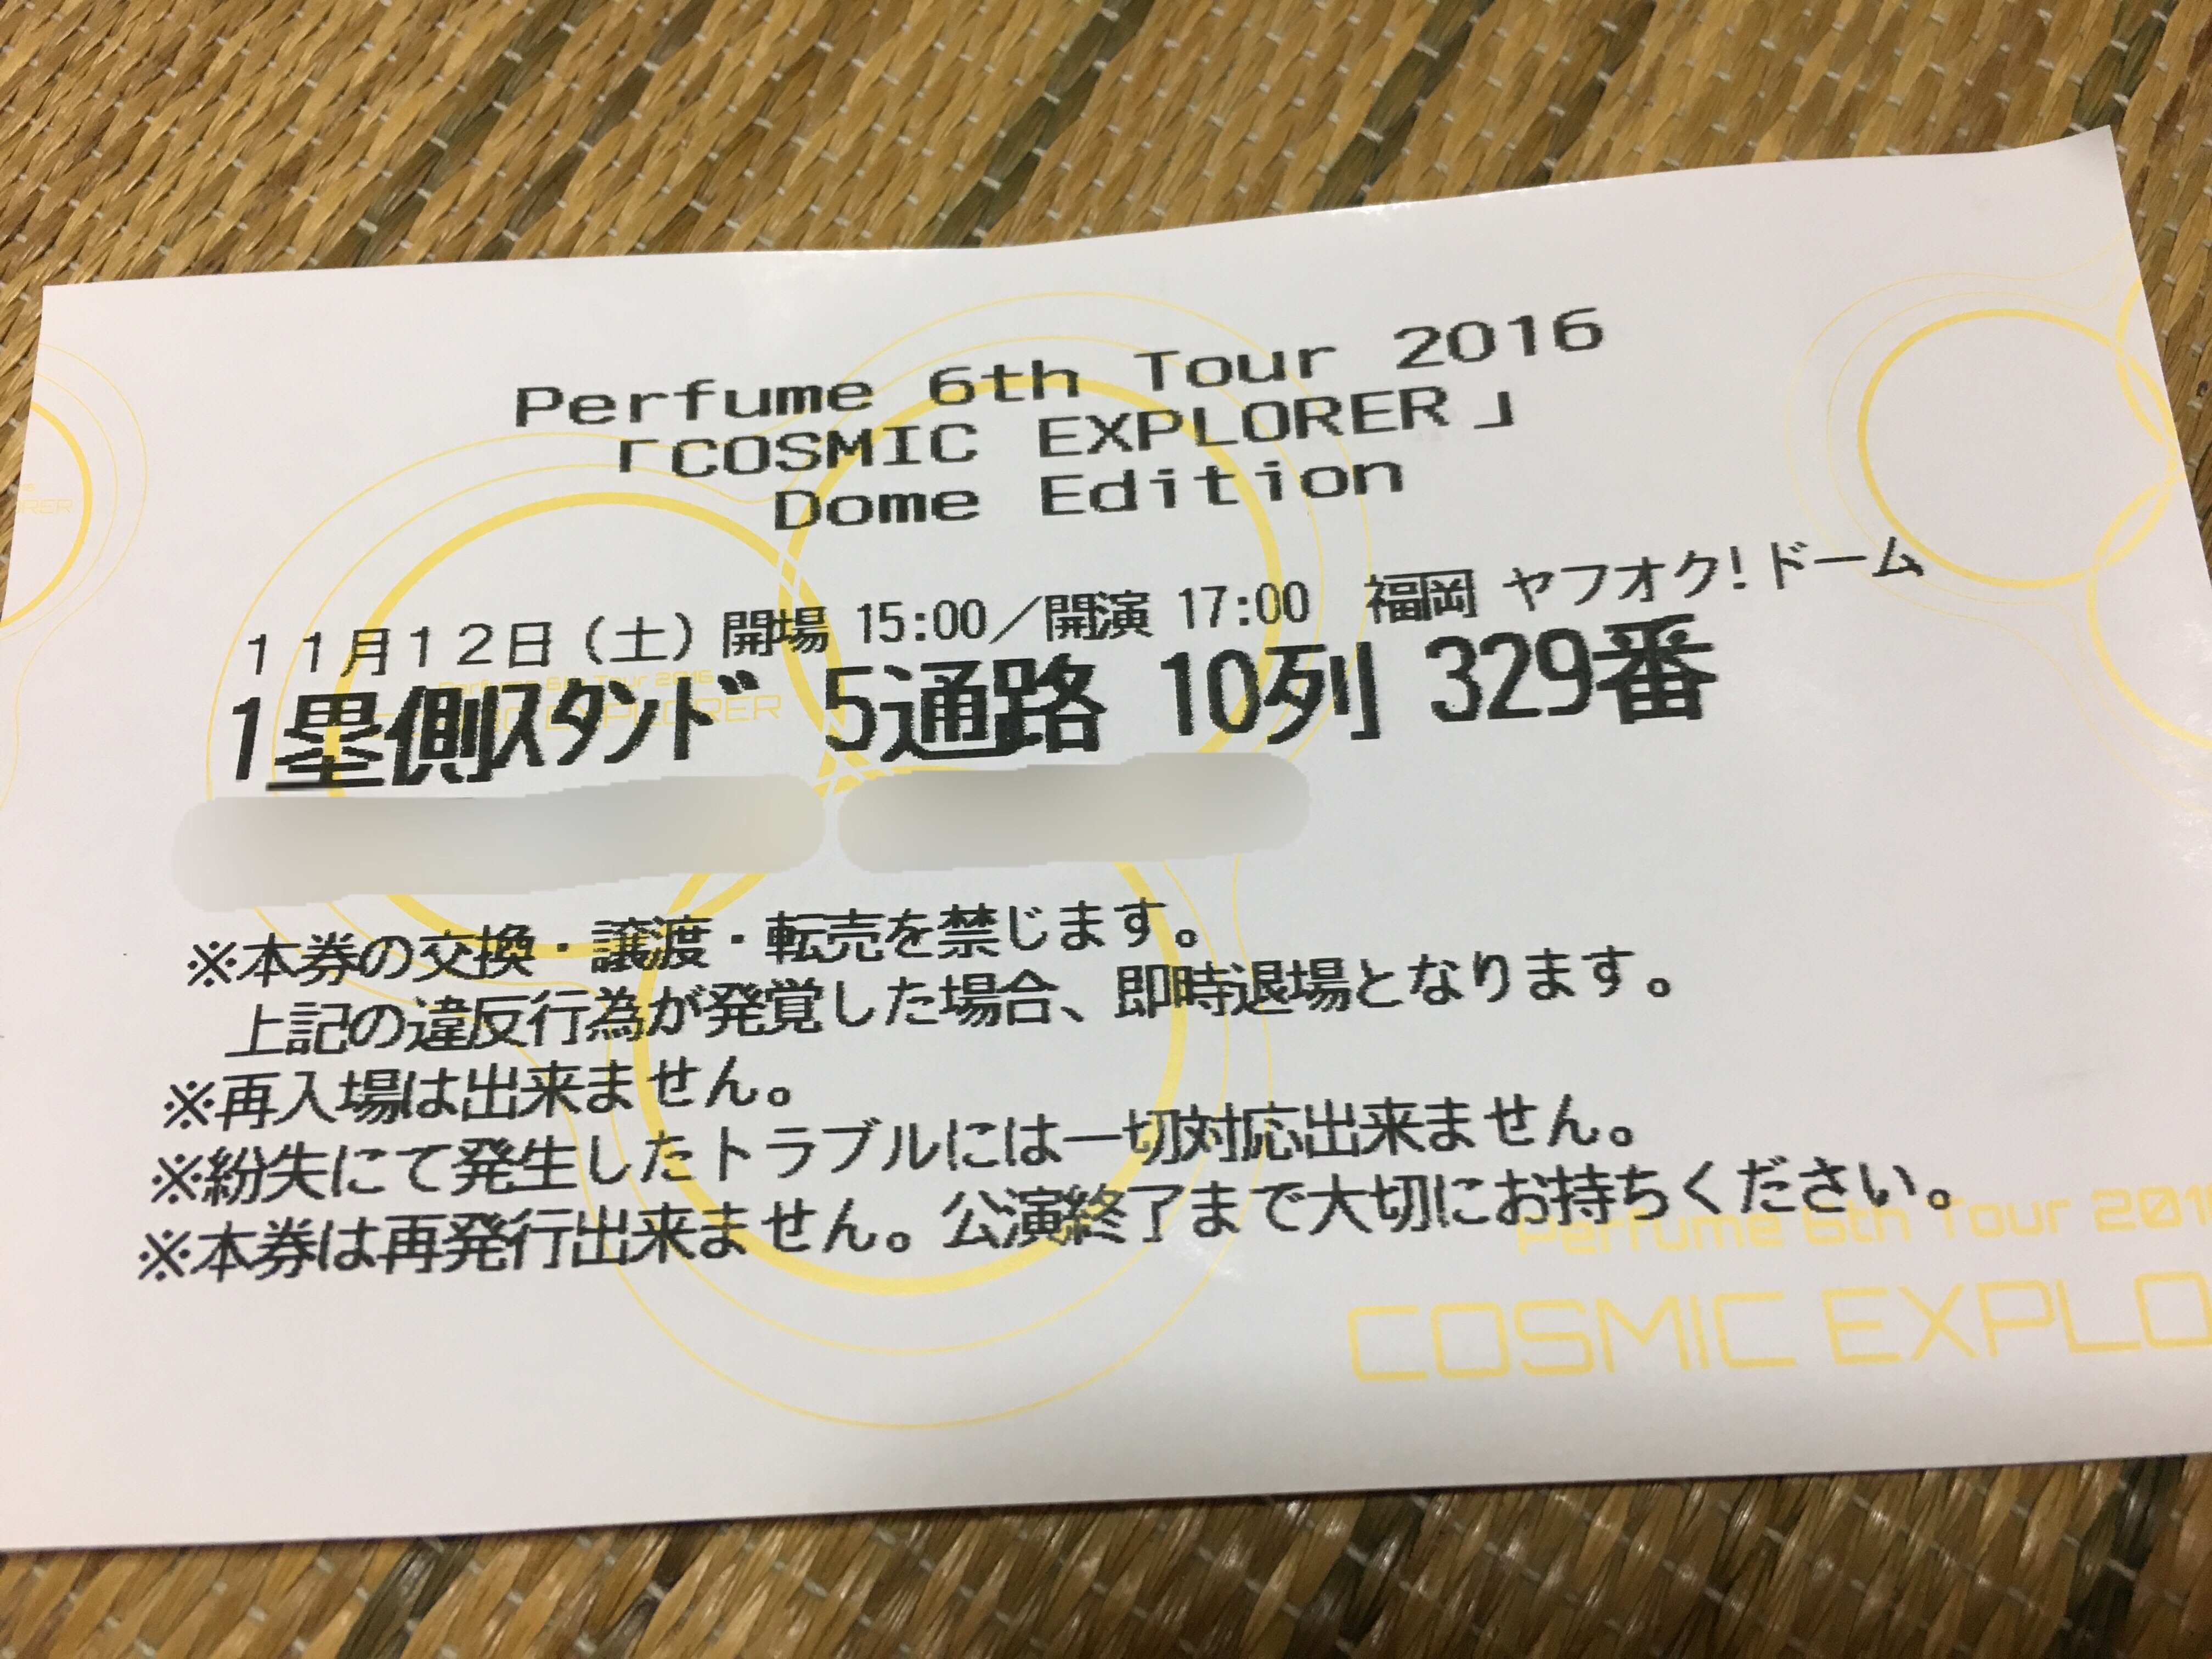 Perfume 6th Tour 2016
「COSMIC EXPLORER」
Dome Edition
11月12日(土) 開場 15:00/開演 17:00 福岡 ヤフオク!ドーム
1塁側スタンド 5通路 10列 329番
※本券の交換・譲渡・転売を禁じます。
上記の違反行為が発覚した場合、即時退場となります。
※再入場は出来ません。
※紛失にて発生したトラブルには一切対応出来ません。
※本券は再発行出来ません。公演終了まで大切にお持ちください。
Perfume 6th Tour 201
COSMIC EXPLO